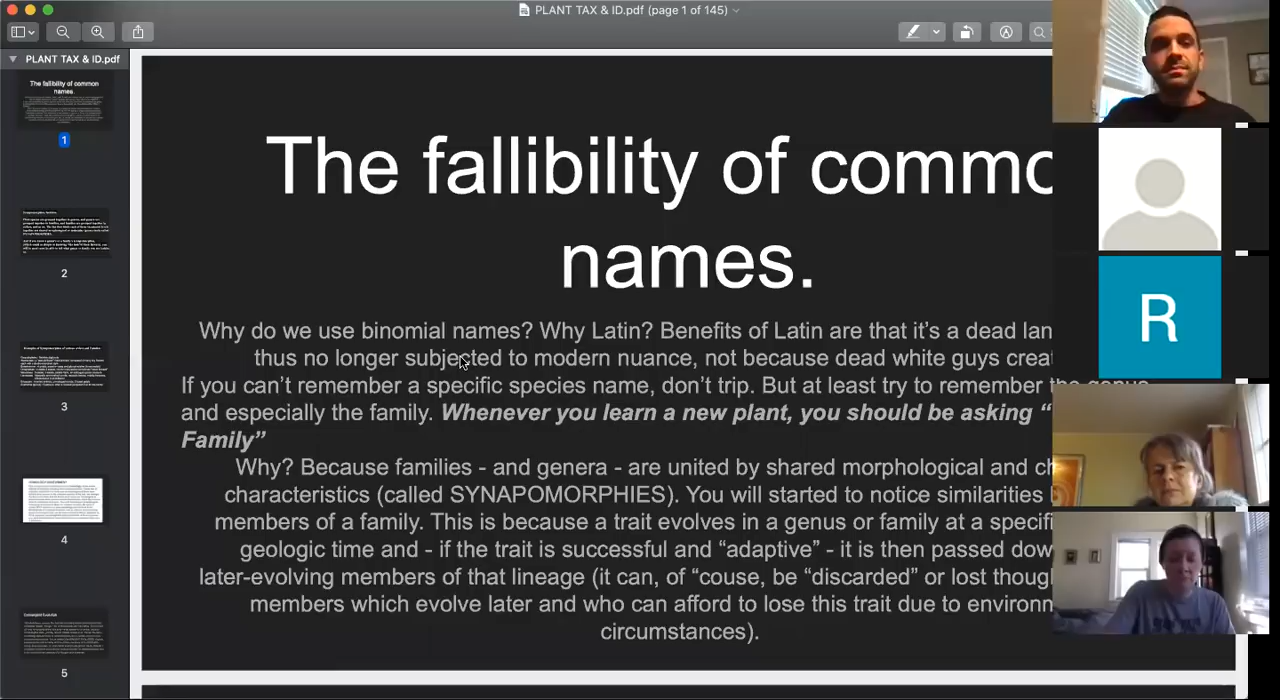 PLANT TAX & ID.pdf (page 1 of 145)
PLANT TAX & ID.pdf
The fallibility of common names.
1
2
3
4
5
The fallibility of commo
names.
Why do we use binomial names? Why Latin? Benefits of Latin are that it's a dead lan
thus no longer subjected to modern nuance, not because dead white guys creat
If you can't remember a specific species name, don't trip. But at least try to remember the genus
and especially the family. Whenever you learn a new plant, you should be asking “
Family”
Why? Because families - and genera - are united by shared morphological and ch
characteristics (called SYNAPOMORPHIES). You will started to notice similarities
members of a family. This is because a trait evolves in a genus or family at a specifi
geologic time and - if the trait is successful and “adaptive” - it is then passed dow
later-evolving members of that lineage (it can, of “couse, be “discarded” or lost thoug
members which evolve later and who can afford to lose this trait due to environm
circumstances).
R